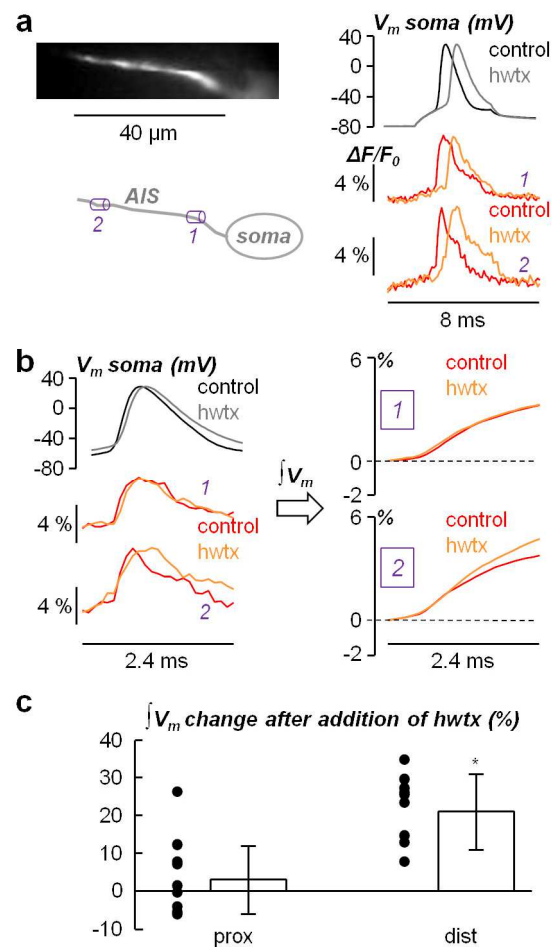 a
40 µm
AIS
2
1
soma
V_m soma (mV)
40
0
-40
-80
control
hwtx
ΔF/F_0
4 %
1
control
hwtx
4 %
2
8 ms
b
V_m soma (mV)
40
0
-40
-80
control
hwtx
4 %
1
control
hwtx
4 %
2
2.4 ms
∫V_m
6
%
control
hwtx
1
0
-2
6
%
control
hwtx
2
0
-2
2.4 ms
c
∫V_m change after addition of hwtx (%)
40
30
20
10
0
-10
*
prox
dist